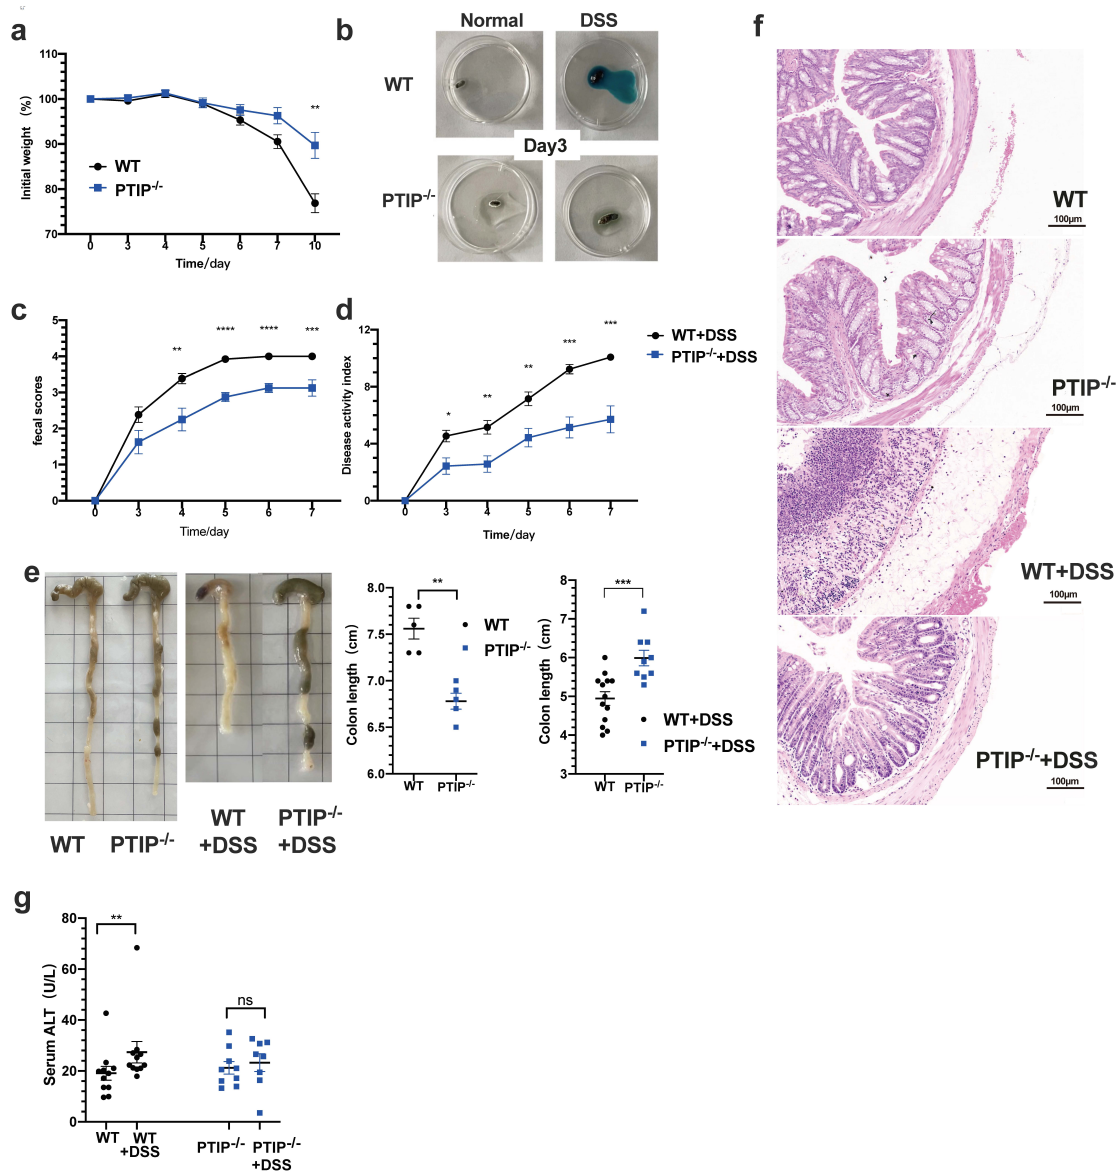 a
110
100
90
80
70
Initial weight (%)
**
WT
PTIP-/-
0 3 4 5 6 7 10
Time/day
b
Normal DSS
WT
Day3
PTIP-/-
c
5
4
3
2
1
0
fecal scores
** **** **** ***
0 3 4 5 6 7
Time/day
d
12
8
4
0
Disease activity index
* ** ** *** ***
WT+DSS
PTIP-/-+DSS
0 3 4 5 6 7
Time/day
e
WT PTIP-/-
WT
+DSS
PTIP-/-
+DSS
8.0
7.5
7.0
6.5
6.0
Colon length (cm)
**
WT
PTIP-/-
WT PTIP-/-
8
7
6
5
4
3
Colon length (cm)
***
WT+DSS
PTIP-/-+DSS
WT PTIP-/-
f
WT
100μm
PTIP-/-
100μm
WT+DSS
100μm
PTIP-/-+DSS
100μm
g
80
60
40
20
0
Serum ALT (U/L)
**
ns
WT
WT
+DSS
PTIP-/-
PTIP-/-
+DSS